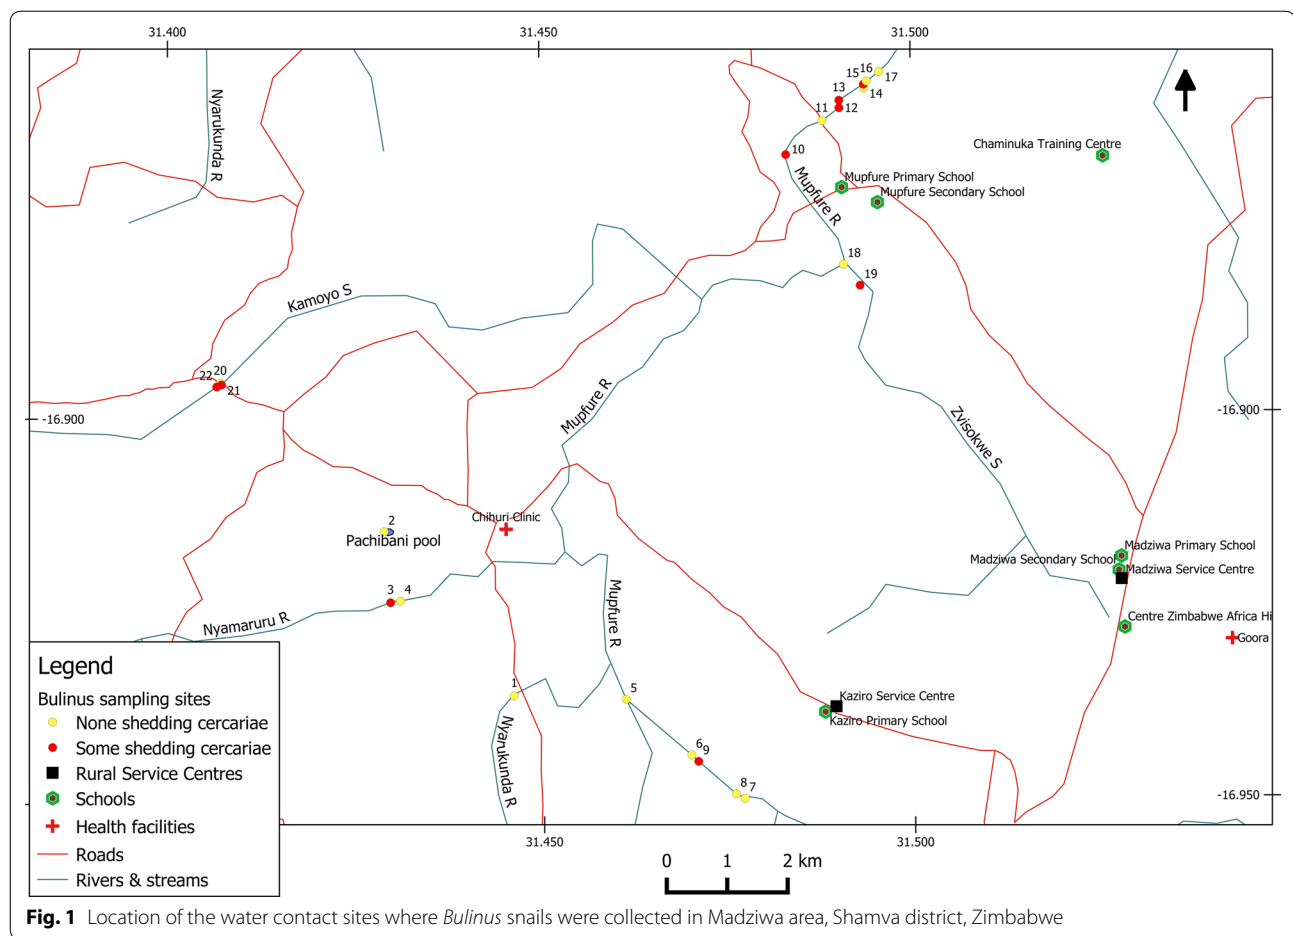 31.400
31.450
31.500
15 16
17
13
14
11
12
Nyarukunda R
Chaminuka Training Centre
10
Mupfure R
Mupfure Primary School
Mupfure Secondary School
18
19
Kamoyo S
22 20
21
Mupfure R
-16.900
-16.900
Zvisokwe S
2
Chihuri Clinic
Pachibani pool
Madziwa Primary School
Madziwa Secondary School
Madziwa Service Centre
3
4
Mupfure R
Nyamaruru R
Centre Zimbabwe Africa Hi
Goora
1
5
Kaziro Service Centre
Kaziro Primary School
Nyarukunda R
6 9
8 7
-16.950
31.450
31.500
Legend
Bulinus sampling sites
None shedding cercariae
Some shedding cercariae
Rural Service Centres
Schools
Health facilities
Roads
Rivers & streams
0 1 2 km
Fig. 1 Location of the water contact sites where Bulinus snails were collected in Madziwa area, Shamva district, Zimbabwe